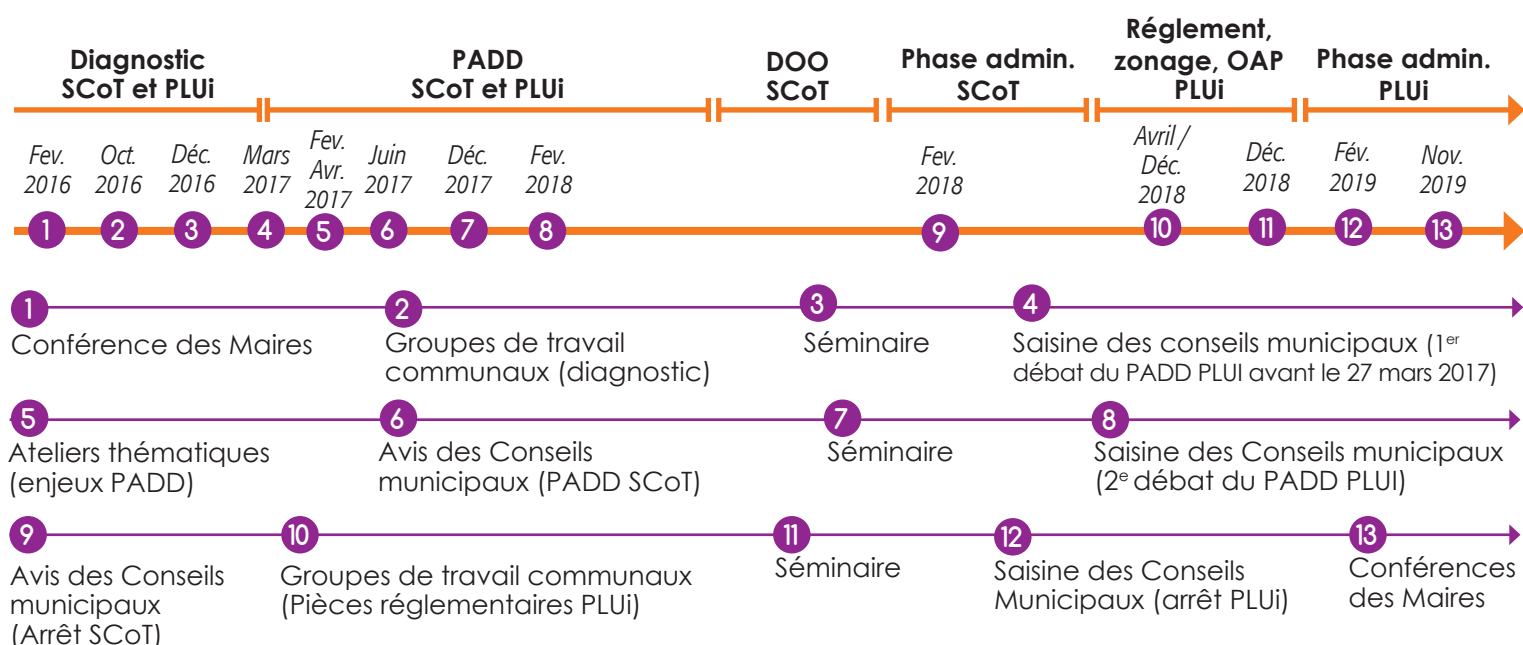 Diagnostic
SCoT et PLUi
PADD
SCoT et PLUi
DOO
SCoT
Phase admin.
SCoT
Réglement,
zonage, OAP
PLUi
Phase admin.
PLUi
Fev.
2016
Oct.
2016
Déc.
2016
Mars
2017
Fev.
Avr.
2017
Juin
2017
Déc.
2017
Fev.
2018
Fev.
2018
Avril /
Déc.
2018
Déc.
2018
Fév.
2019
Nov.
2019
1 2 3 4 5 6 7 8 9 10 11 12 13
1
Conférence des Maires
2
Groupes de travail
communaux (diagnostic)
3
Séminaire
4
Saisine des conseils municipaux (1er
débat du PADD PLUI avant le 27 mars 2017)
5
Ateliers thématiques
(enjeux PADD)
6
Avis des Conseils
municipaux (PADD SCoT)
7
Séminaire
8
Saisine des Conseils municipaux
(2e débat du PADD PLUI)
9
Avis des Conseils
municipaux
(Arrêt SCoT)
10
Groupes de travail communaux
(Pièces réglementaires PLUi)
11
Séminaire
12
Saisine des Conseils
Municipaux (arrêt PLUi)
13
Conférences
des Maires